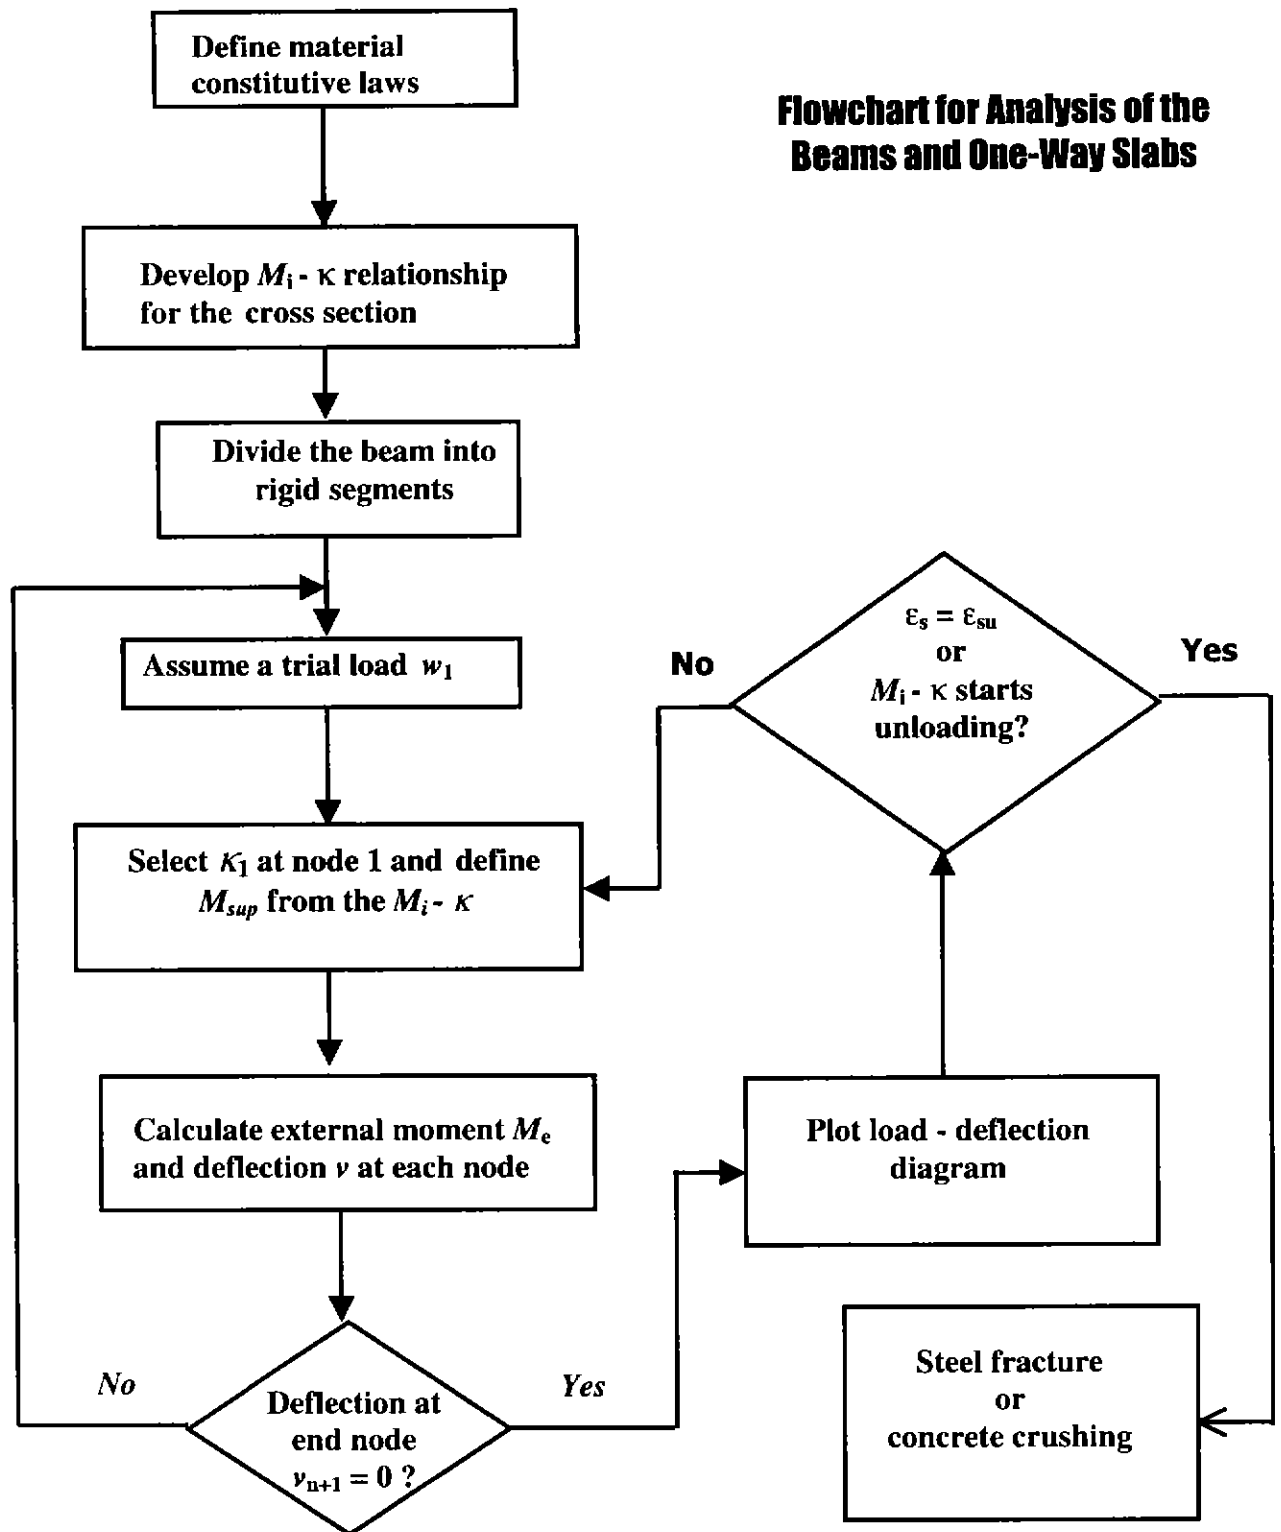 Define material
constitutive laws
Flowchart for Analysis of the
Beams and One-Way Slabs
Develop Mi - κ relationship
for the cross section
Divide the beam into
rigid segments
Assume a trial load w1
No
εs = εsu
or
Mi - κ starts
unloading?
Yes
Select κ1 at node 1 and define
Msup from the Mi - κ
Calculate external moment Me
and deflection v at each node
Plot load - deflection
diagram
No
Deflection at
end node
vn+1 = 0 ?
Yes
Steel fracture
or
concrete crushing